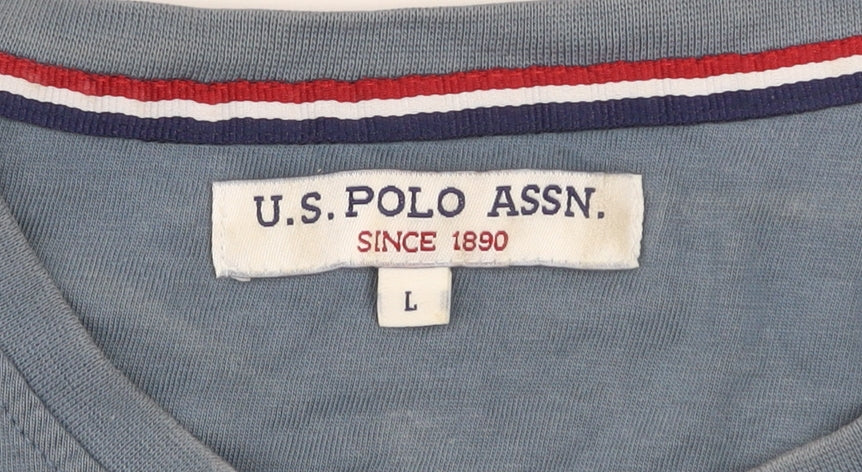 U.S. POLO ASSN.
SINCE 1890
L